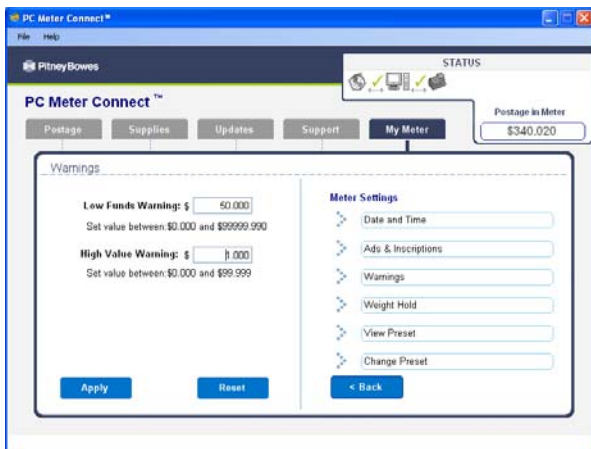 PC Meter Connect™
File Help
PitneyBowes
STATUS
PC Meter Connect ™
Postage in Meter
$340.020
Postage Supplies Updates Support My Meter
Warnings
Low Funds Warning: $ 50.000
Set value between:$0.000 and $99999.990
High Value Warning: $ 1.000
Set value between:$0.000 and $99.999
Apply Reset
Meter Settings
Date and Time
Ads & Inscriptions
Warnings
Weight Hold
View Preset
Change Preset
< Back